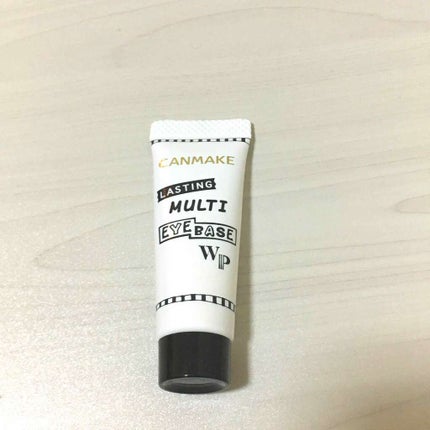 CANMAKE
LASTING
MULTI
EYE BASE
WP